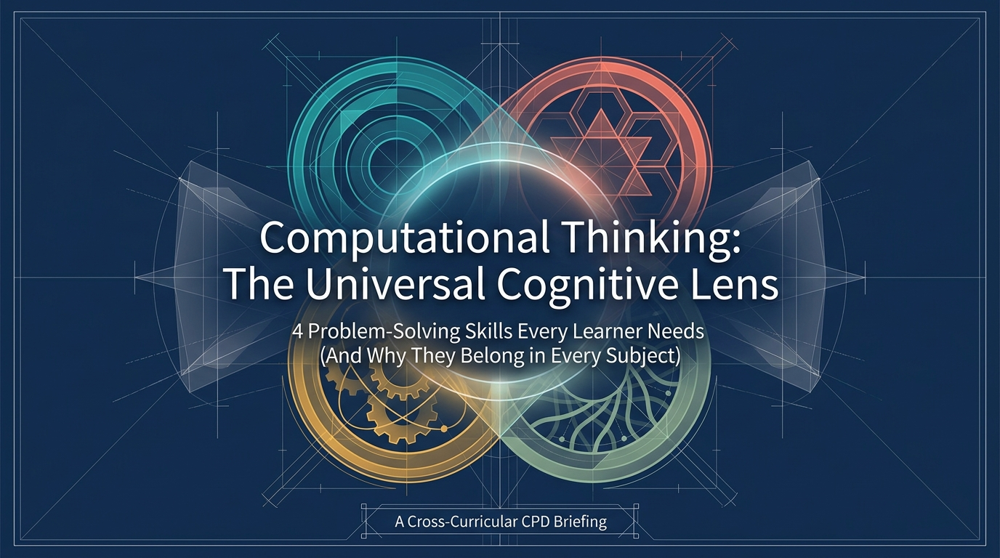 Computational Thinking:
The Universal Cognitive Lens
4 Problem-Solving Skills Every Learner Needs
(And Why They Belong in Every Subject)
A Cross-Curricular CPD Briefing